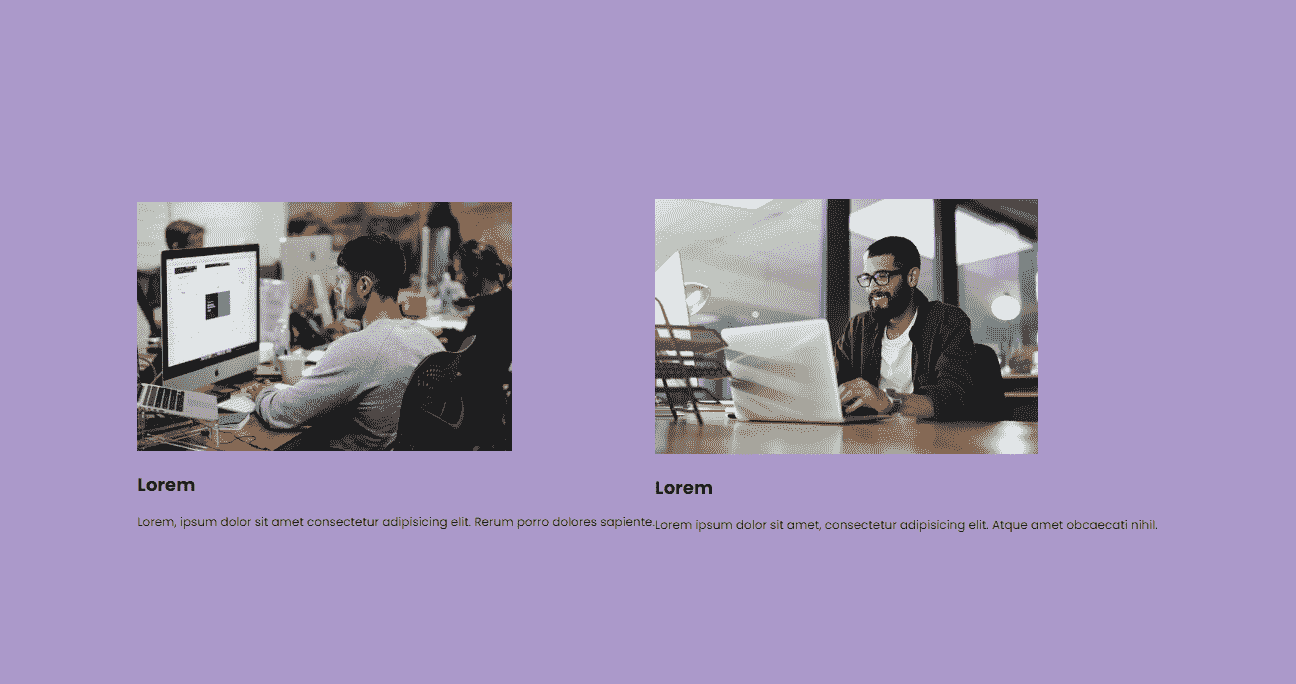 Lorem
Lorem, ipsum dolor sit amet consectetur adipisicing elit. Rerum porro dolores sapiente.
Lorem
Lorem ipsum dolor sit amet, consectetur adipisicing elit. Atque amet obcaecati nihil.